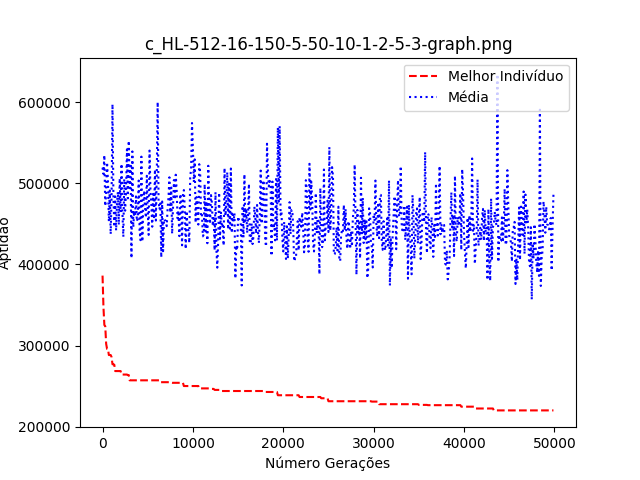 c_HL-512-16-150-5-50-10-1-2-5-3-graph.png
Melhor Indivíduo
Média
600000
500000
400000
300000
200000
Aptidão
0
10000
20000
30000
40000
50000
Número Gerações